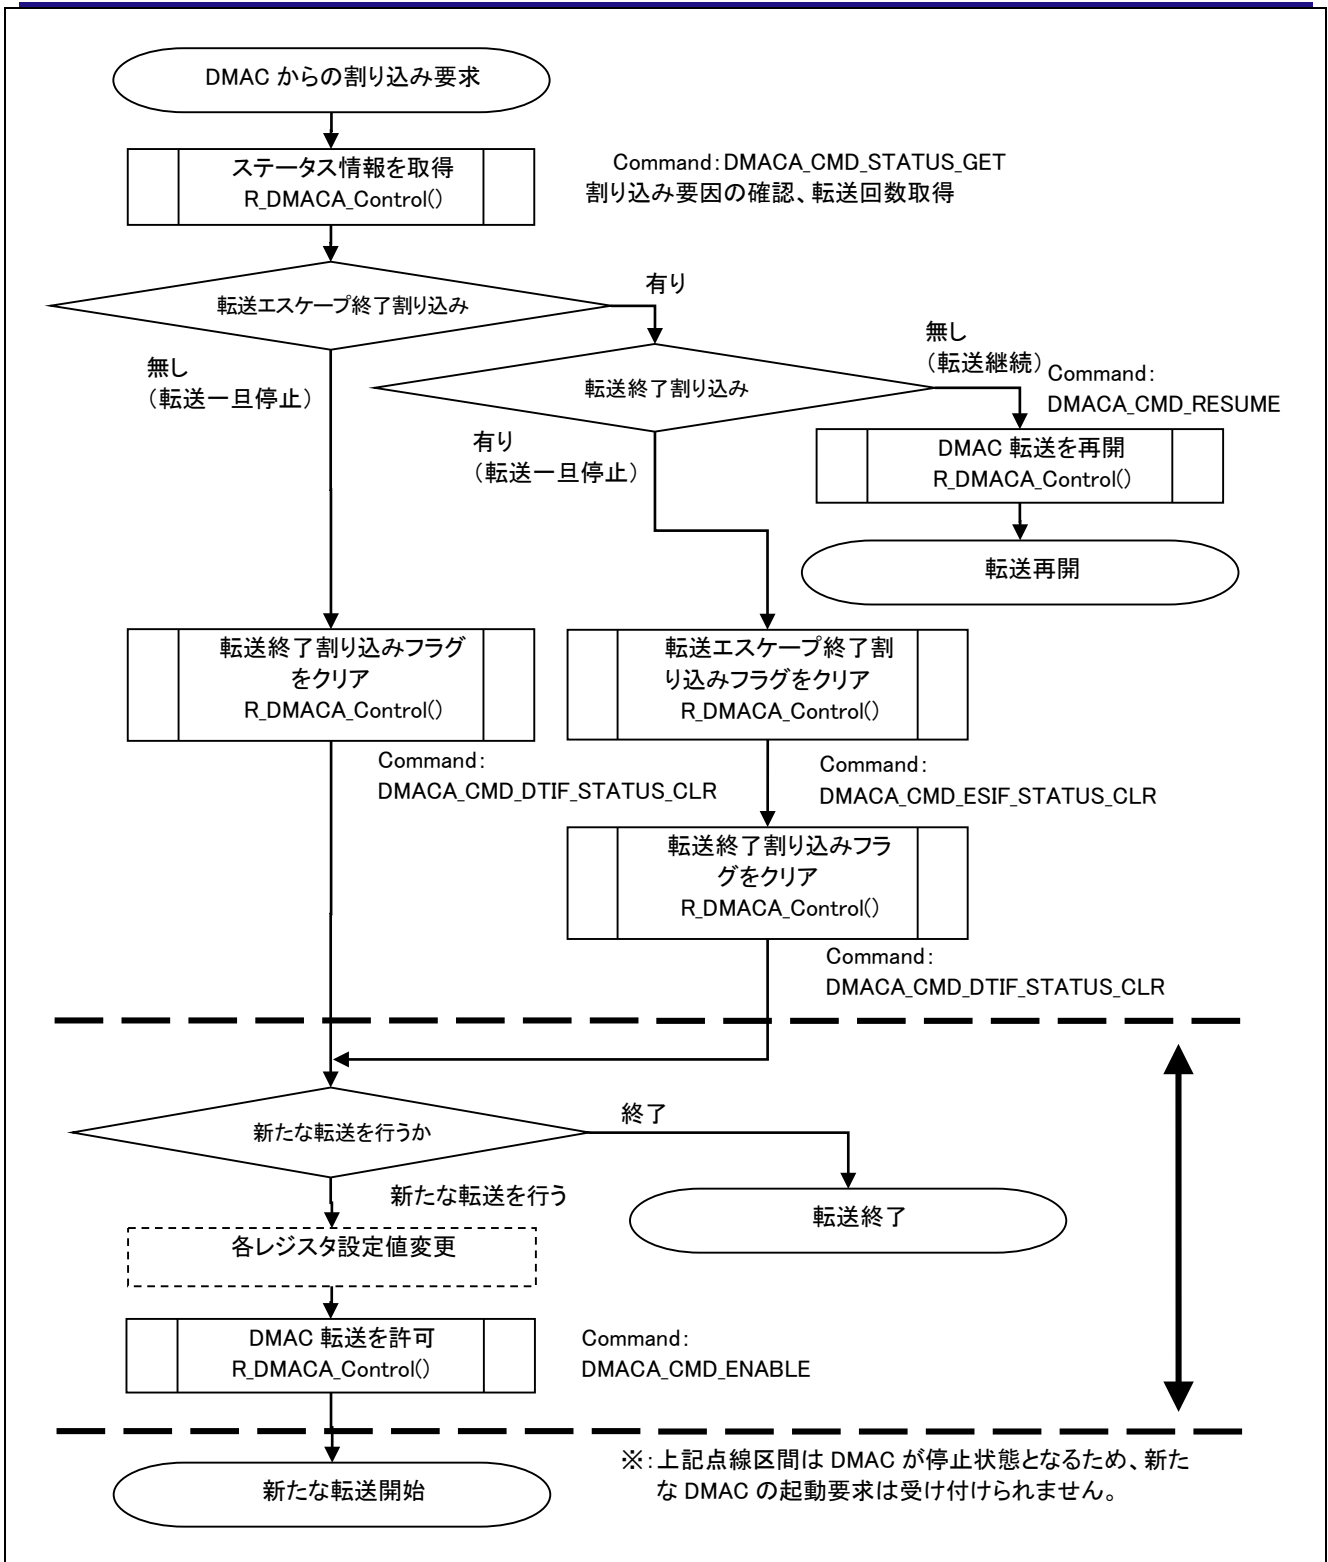 DMAC からの割り込み要求
ステータス情報を取得
R_DMACA_Control()
Command：DMACA_CMD_STATUS_GET
割り込み要因の確認、転送回数取得
転送エスケープ終了割り込み
有り
無し
（転送一旦停止）
転送終了割り込み
無し
（転送継続）
Command：
DMACA_CMD_RESUME
有り
（転送一旦停止）
DMAC 転送を再開
R_DMACA_Control()
転送再開
転送終了割り込みフラグ
をクリア
R_DMACA_Control()
Command：
DMACA_CMD_DTIF_STATUS_CLR
転送エスケープ終了割
り込みフラグをクリア
R_DMACA_Control()
Command：
DMACA_CMD_ESIF_STATUS_CLR
転送終了割り込みフラ
グをクリア
R_DMACA_Control()
Command：
DMACA_CMD_DTIF_STATUS_CLR
新たな転送を行うか
終了
転送終了
新たな転送を行う
各レジスタ設定値変更
DMAC 転送を許可
R_DMACA_Control()
Command：
DMACA_CMD_ENABLE
※：上記点線区間は DMAC が停止状態となるため、新た
な DMAC の起動要求は受け付けられません。
新たな転送開始